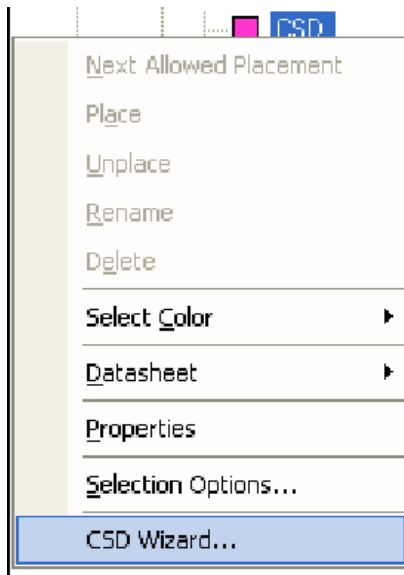 CSD
Next Allowed Placement
Place
Unplace
Rename
Delete
Select Color
Datasheet
Properties
Selection Options...
CSD Wizard...